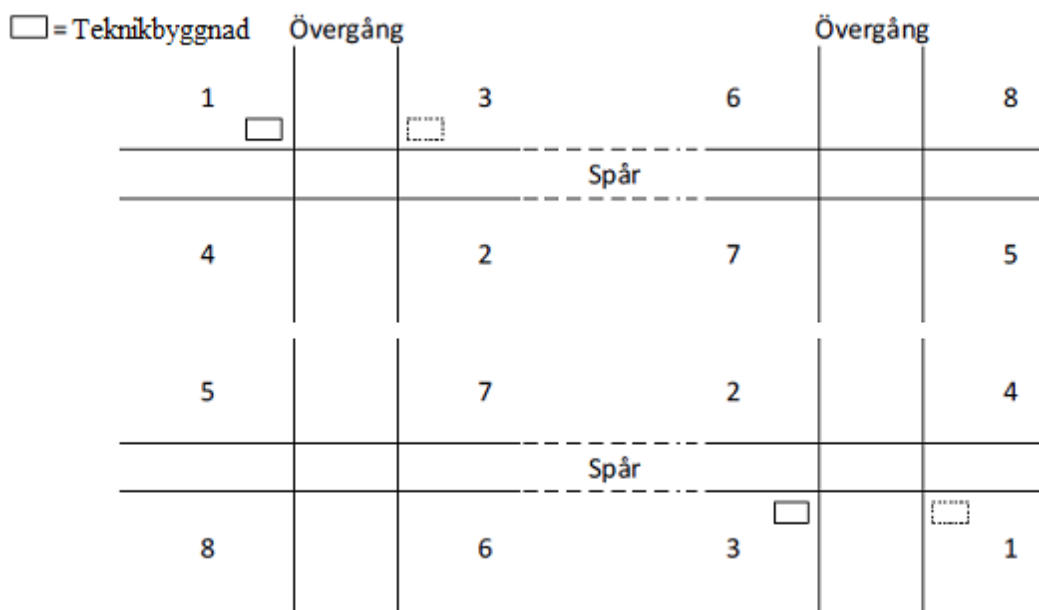 = Teknikbyggnad Övergång Övergång
1 3 6 8
Spår
4 2 7 5
5 7 2 4
Spår
8 6 3 1